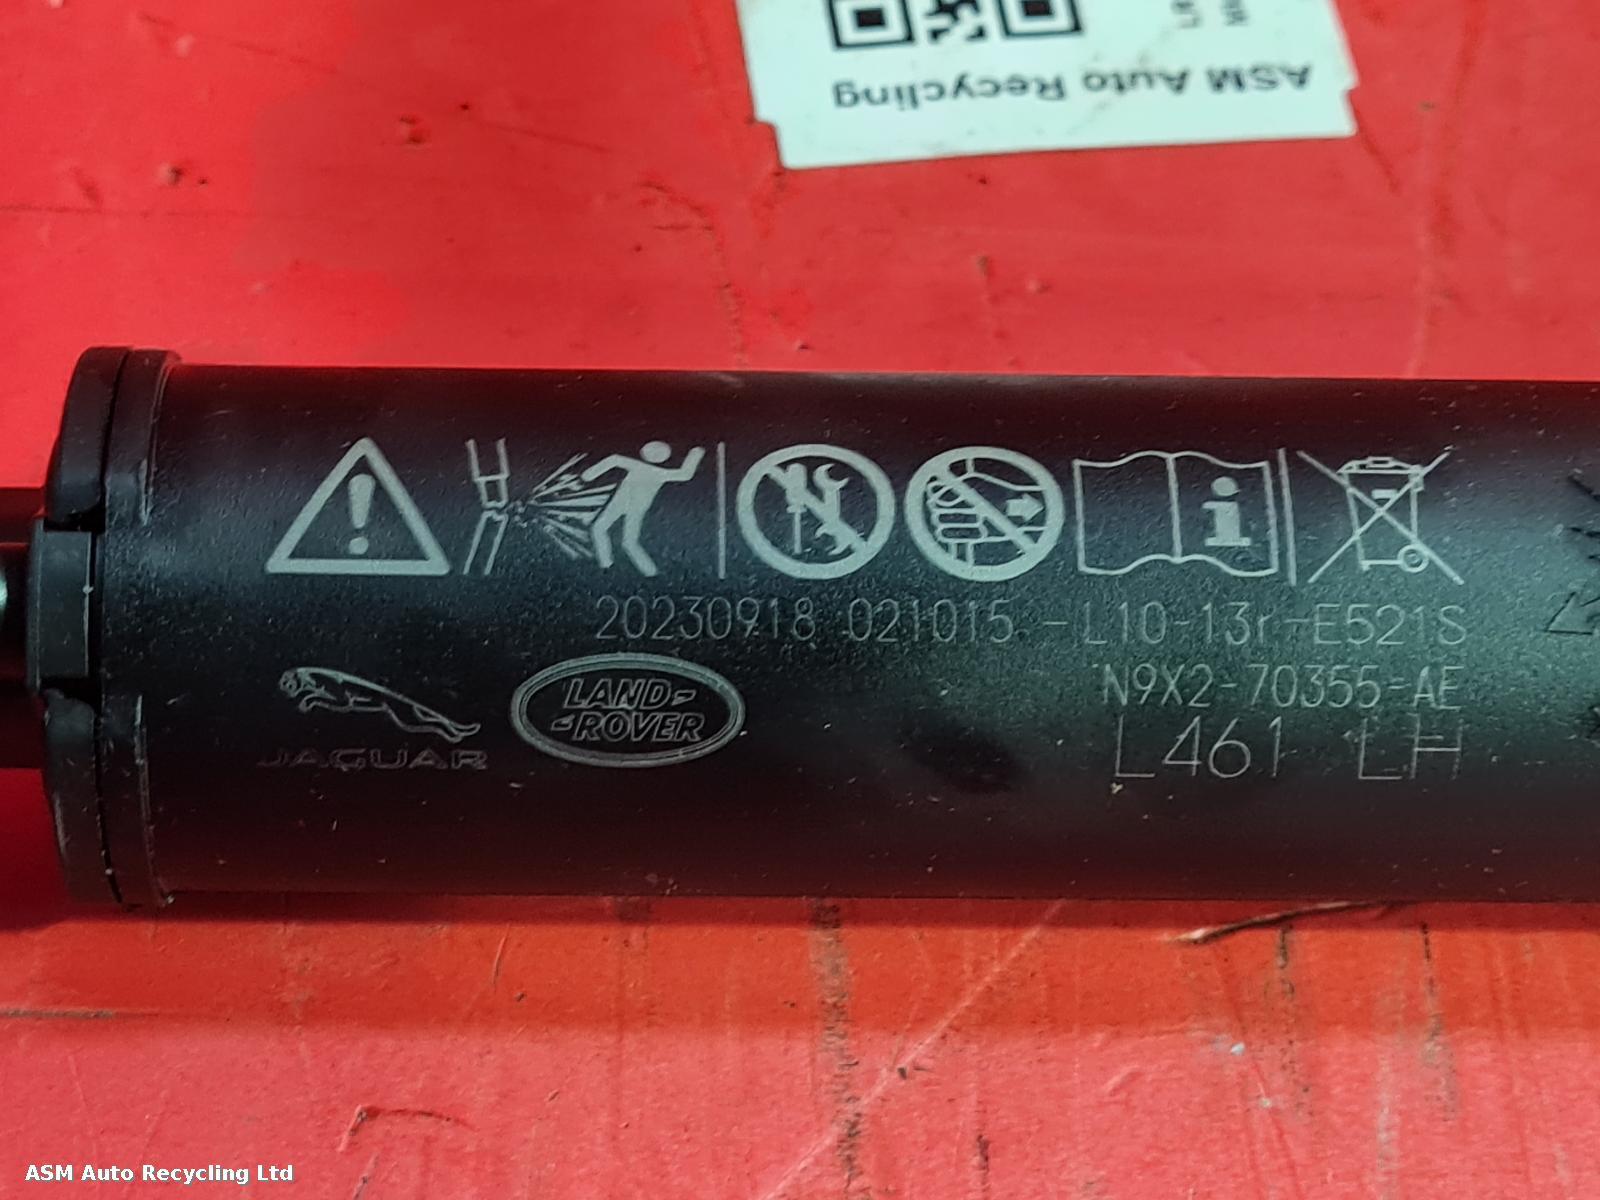 ASM Auto Recycling
20230918 021015 - L10-13r-E521S
N9X2-70355-AE
L461 LH
JAGUAR
LAND-
-ROVER
ASM Auto Recycling Ltd